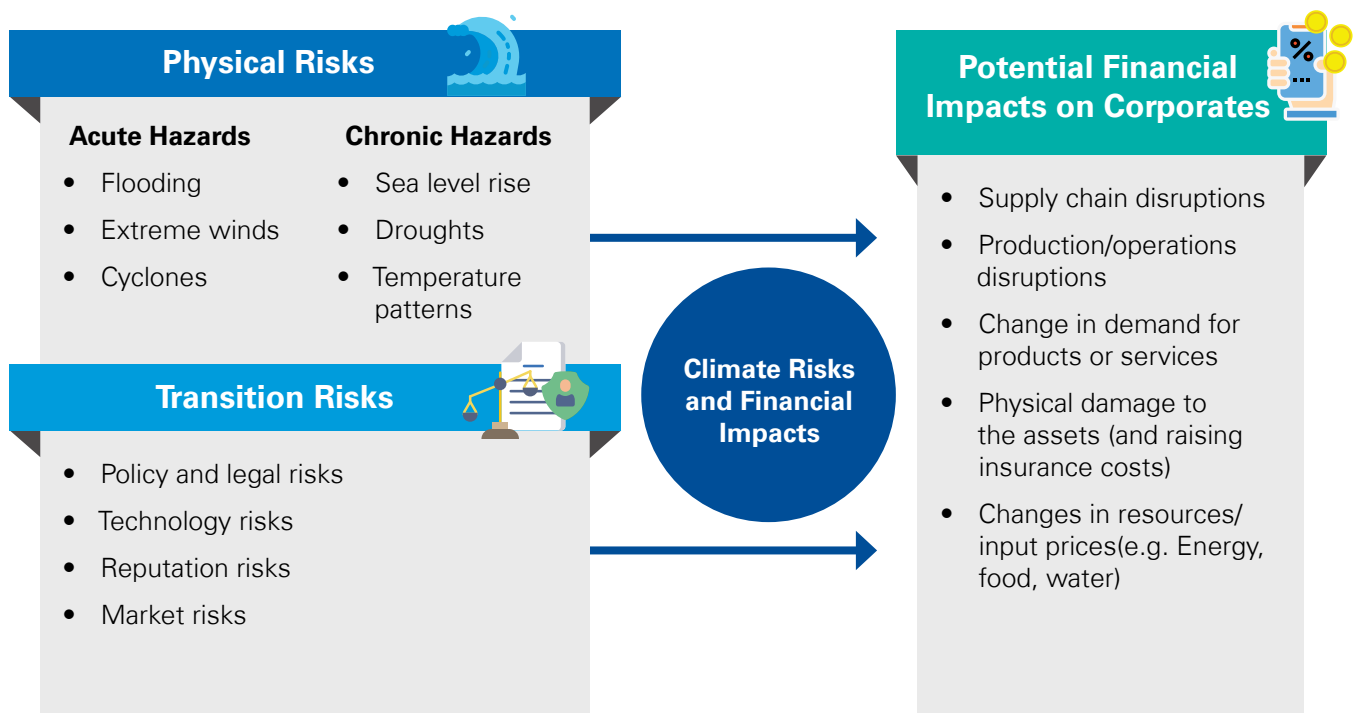 Physical Risks
Acute Hazards
• Flooding
• Extreme winds
• Cyclones
Chronic Hazards
• Sea level rise
• Droughts
• Temperature
patterns
Transition Risks
• Policy and legal risks
• Technology risks
• Reputation risks
• Market risks
Climate Risks
and Financial
Impacts
Potential Financial
Impacts on Corporates
%
• Supply chain disruptions
• Production/operations
disruptions
• Change in demand for
products or services
• Physical damage to
the assets (and raising
insurance costs)
• Changes in resources/
input prices(e.g. Energy,
food, water)